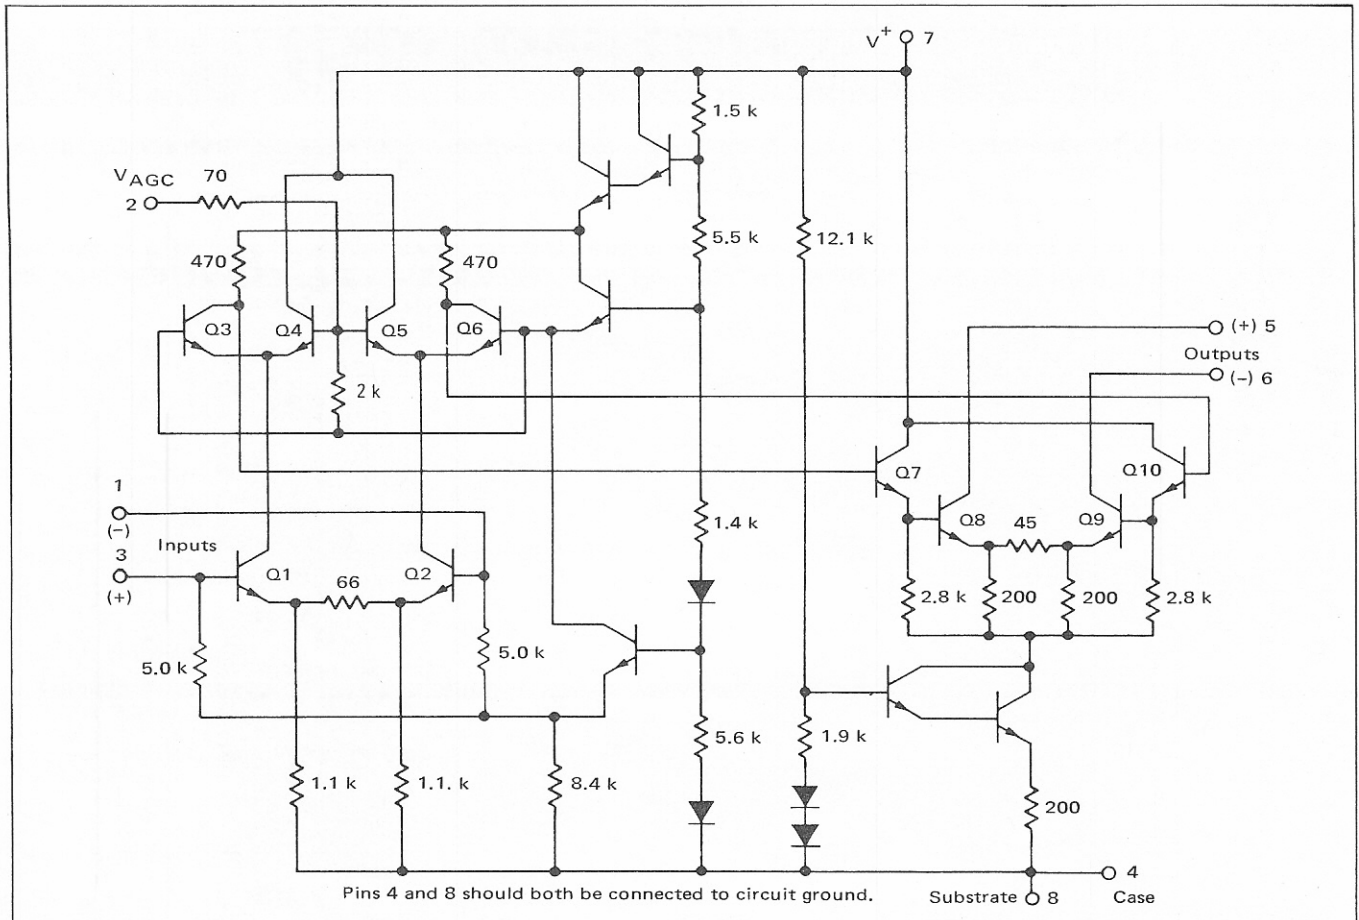 V+ 7
1.5 k
VAGC 70
2
5.5 k
12.1 k
470
470
Q3
Q4
Q5
Q6
(+) 5
Outputs
(−) 6
2 k
Q7
Q10
1
(−)
Inputs
3
(+)
1.4 k
Q8
45
Q9
Q1
66
Q2
2.8 k
200
200
2.8 k
5.0 k
5.0 k
5.6 k
1.9 k
1.1 k
1.1. k
8.4 k
200
4
Case
Pins 4 and 8 should both be connected to circuit ground.
Substrate 8